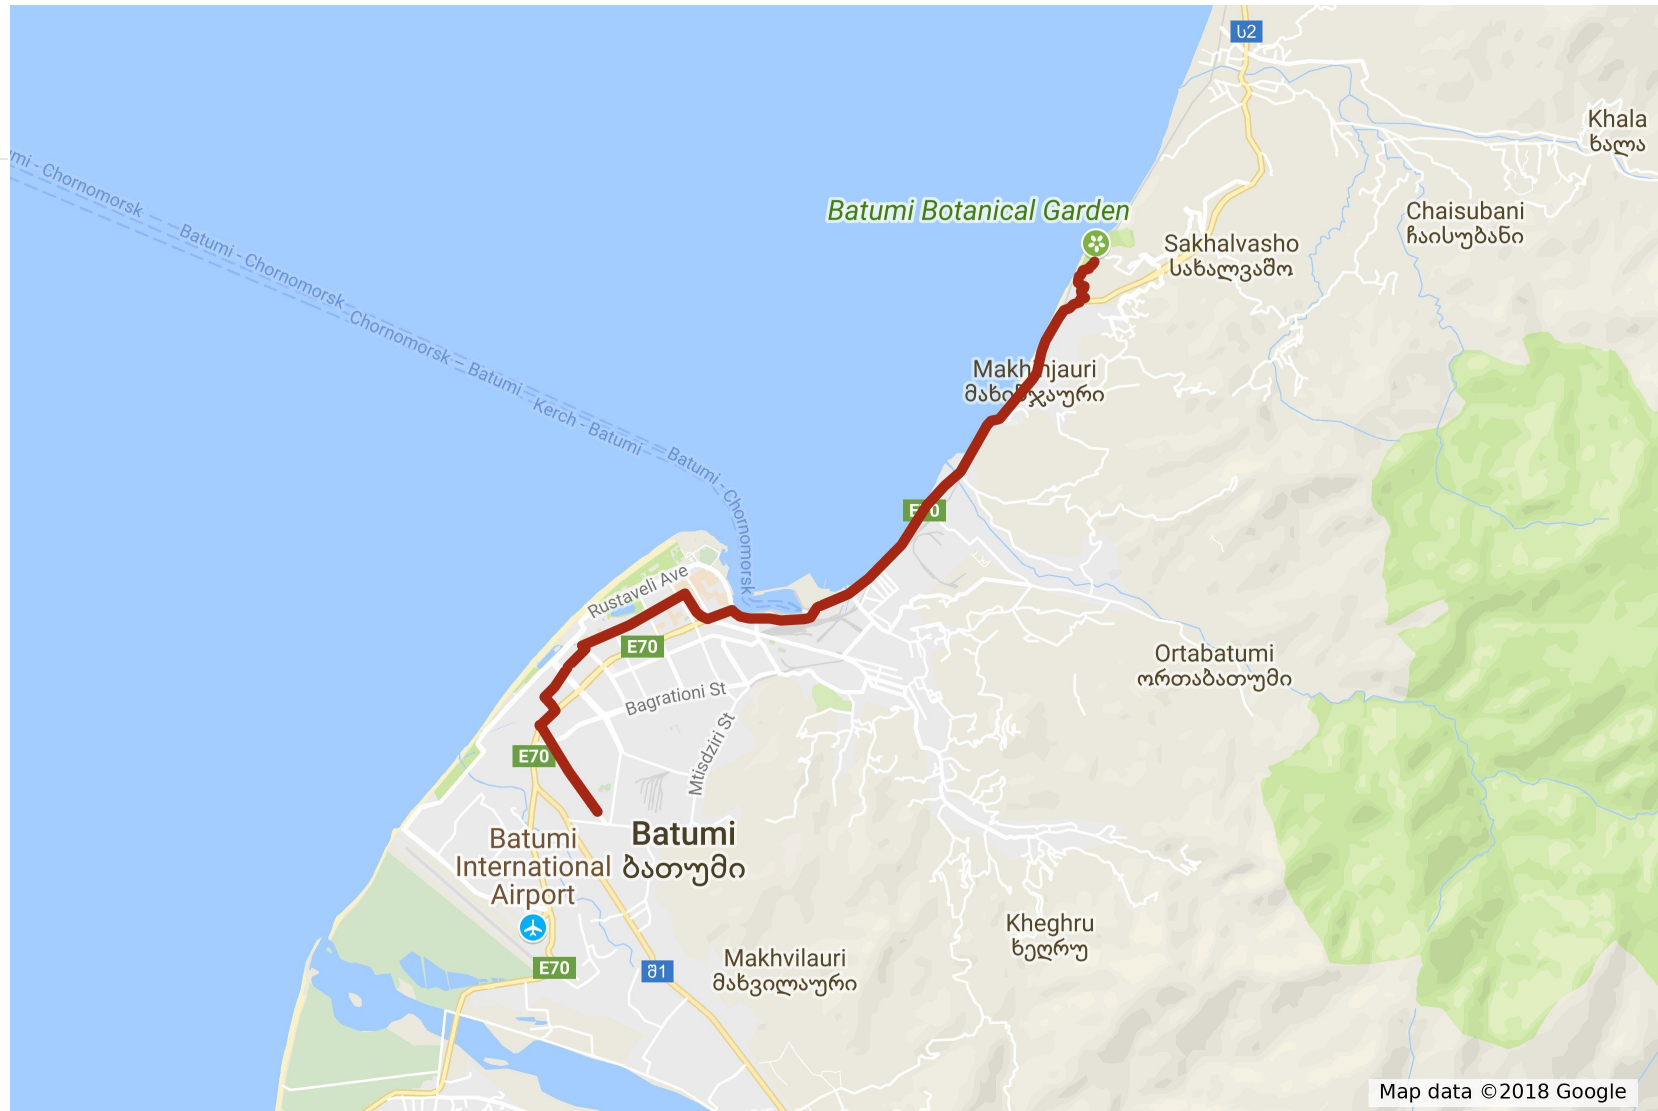 ს2
Khala
ხალა
mi - Chornomorsk
Batumi - Chornomorsk
Chornomorsk – Batumi
Kerch - Batumi
Batumi - Chornomorsk
Batumi Botanical Garden
Chaisubani
ჩაისუბანი
Sakhalvasho
სახალვაშო
Makhinjauri
მახინჯაური
E70
Rustaveli Ave
E70
Bagrationi St
Mtisdziri St
Ortabatumi
ორთაბათუმი
E70
Batumi
International
Airport
Batumi
ბათუმი
Kheghru
ხეღრუ
E70
შ1
Makhvilauri
მახვილაური
Map data ©2018 Google